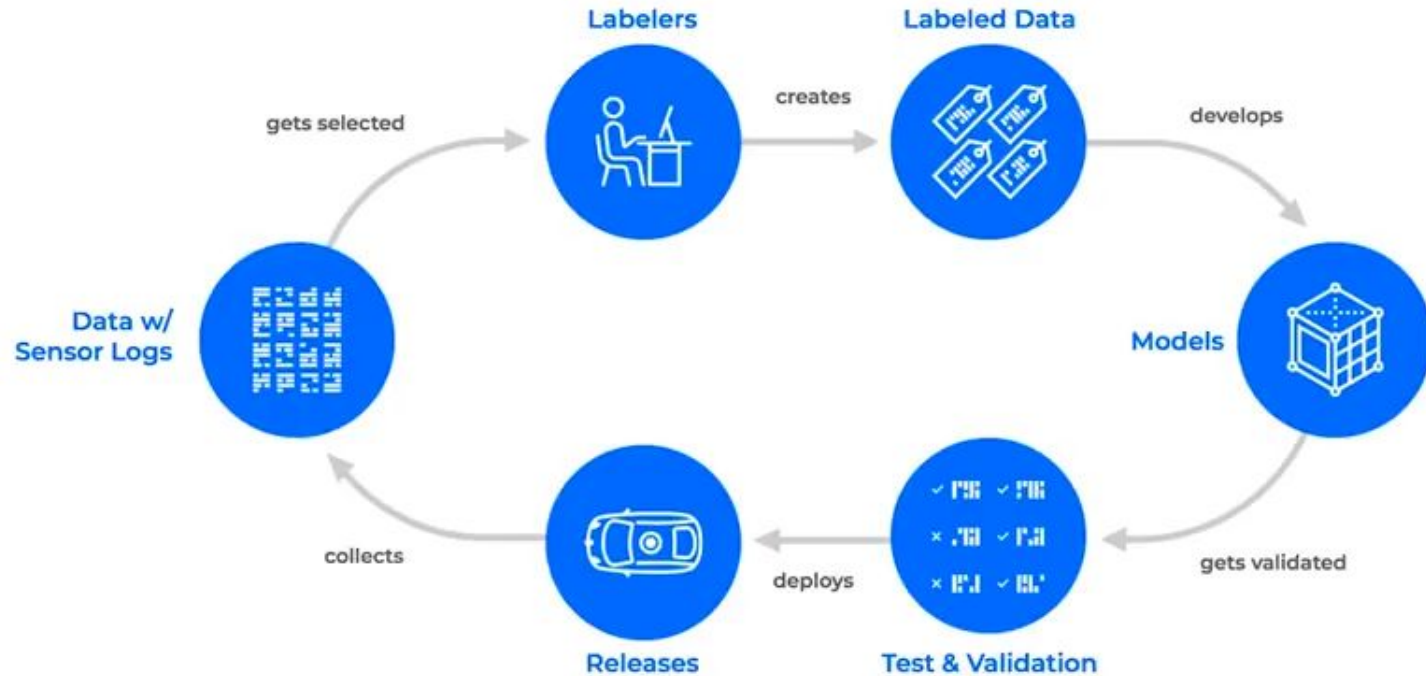 Labelers
Labeled Data
creates
gets selected
develops
Data w/
Sensor Logs
Models
collects
deploys
gets validated
Releases
Test & Validation